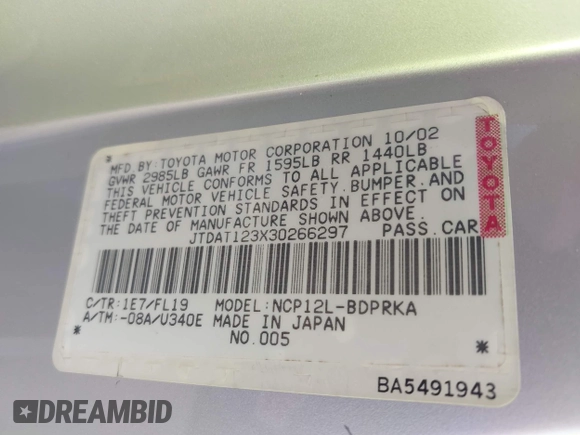 MFD.BY:TOYOTA MOTOR CORPORATION 10/02
GVWR 2985LB GAWR FR 1595LB RR 1440LB
THIS VEHICLE CONFORMS TO ALL APPLICABLE
FEDERAL MOTOR VEHICLE SAFETY.BUMPER,AND
THEFT PREVENTION STANDARDS IN EFFECT ON
THE DATE OF MANUFACTURE SHOWN ABOVE.
JTDAT123X30266297 PASS.CAR
TOYOTA
C/TR:1E7/FL19 MODEL:NCP12L-BDPRKA
A/TM:-08A/U340E MADE IN JAPAN
NO.005
BA5491943
DREAMBID